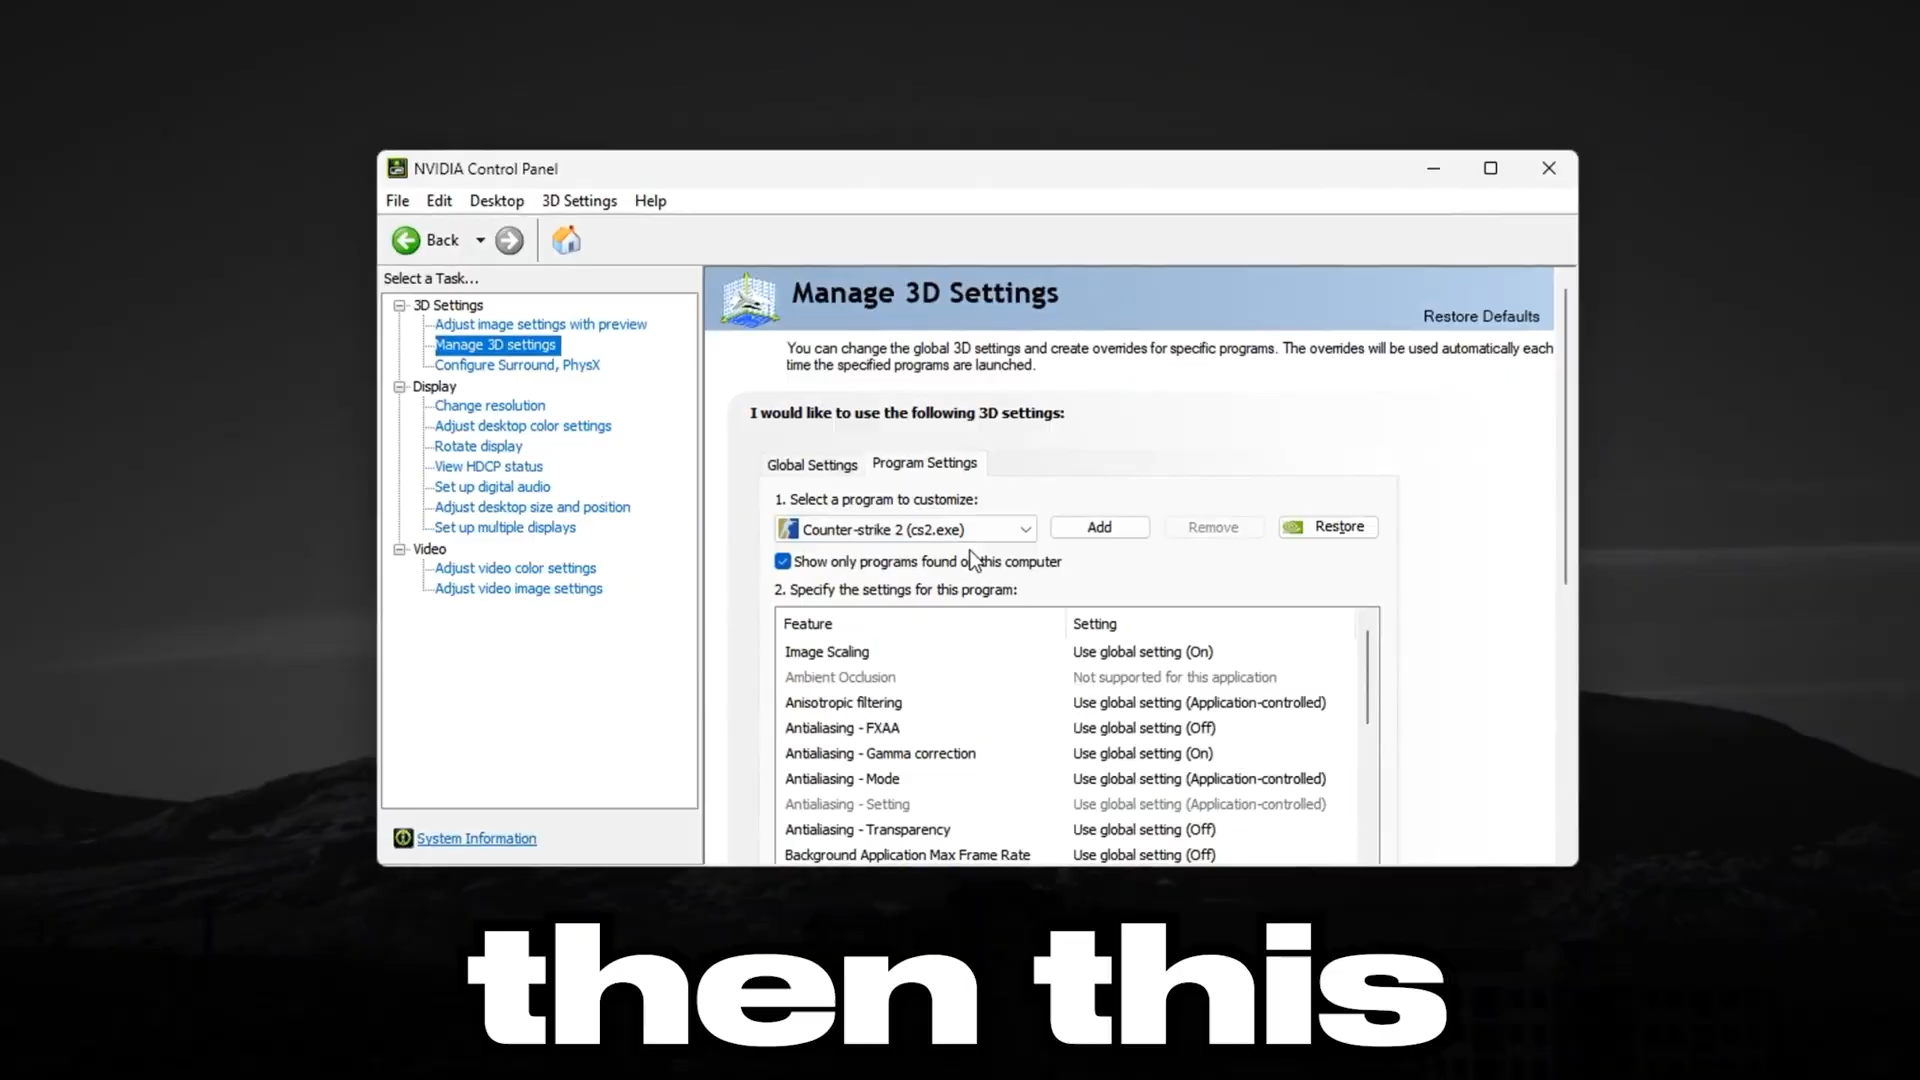 NVIDIA Control Panel
File Edit Desktop 3D Settings Help
Back
Select a Task...
3D Settings
Adjust image settings with preview
Manage 3D settings
Configure Surround, PhysX
Display
Change resolution
Adjust desktop color settings
Rotate display
View HDCP status
Set up digital audio
Adjust desktop size and position
Set up multiple displays
Video
Adjust video color settings
Adjust video image settings
System Information
Manage 3D Settings
Restore Defaults
You can change the global 3D settings and create overrides for specific programs. The overrides will be used automatically each
time the specified programs are launched.
I would like to use the following 3D settings:
Global Settings Program Settings
1. Select a program to customize:
Counter-strike 2 (cs2.exe) Add Remove Restore
Show only programs found on this computer
2. Specify the settings for this program:
Feature Setting
Image Scaling Use global setting (On)
Ambient Occlusion Not supported for this application
Anisotropic filtering Use global setting (Application-controlled)
Antialiasing - FXAA Use global setting (Off)
Antialiasing - Gamma correction Use global setting (On)
Antialiasing - Mode Use global setting (Application-controlled)
Antialiasing - Setting Use global setting (Application-controlled)
Antialiasing - Transparency Use global setting (Off)
Background Application Max Frame Rate Use global setting (Off)
then this